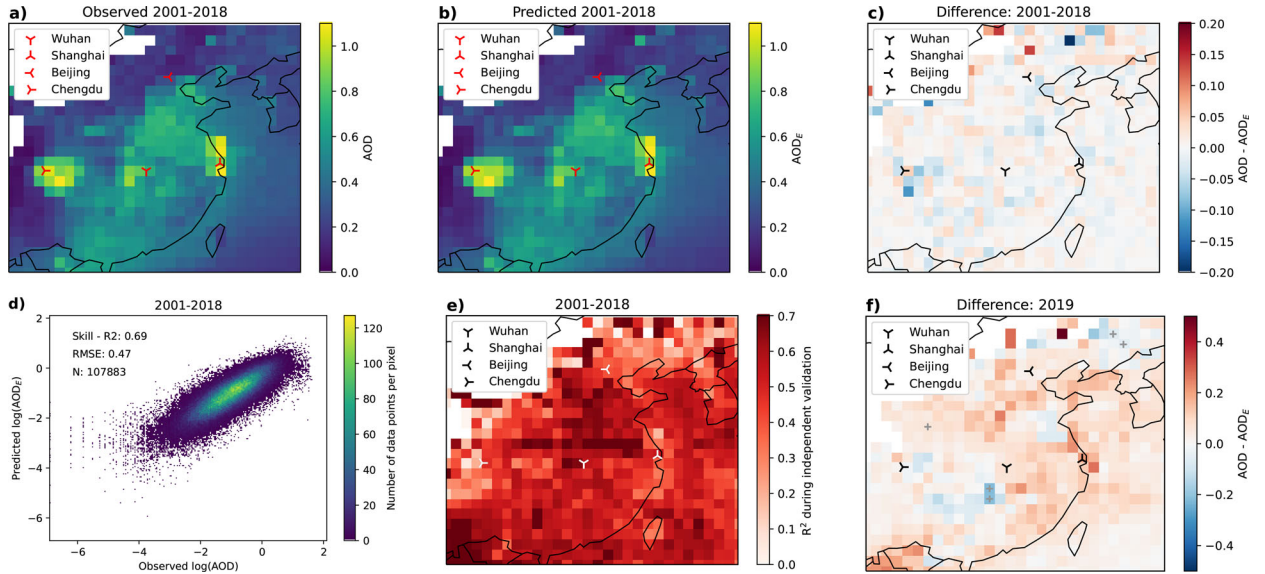 a)
Observed 2001-2018
Wuhan
Shanghai
Beijing
Chengdu
1.0
0.8
0.6
0.4
0.2
0.0
AOD
b)
Predicted 2001-2018
Wuhan
Shanghai
Beijing
Chengdu
1.0
0.8
0.6
0.4
0.2
0.0
AOD_E
c)
Difference: 2001-2018
Wuhan
Shanghai
Beijing
Chengdu
0.20
0.15
0.10
0.05
0.00
−0.05
−0.10
−0.15
−0.20
AOD - AOD_E
d)
2001-2018
Skill - R2: 0.69
RMSE: 0.47
N: 107883
2
0
−2
−4
−6
Predicted log(AOD_E)
−6
−4
−2
0
2
Observed log(AOD)
120
100
80
60
40
20
0
Number of data points per pixel
e)
2001-2018
Wuhan
Shanghai
Beijing
Chengdu
0.7
0.6
0.5
0.4
0.3
0.2
0.1
0.0
R² during independent validation
f)
Difference: 2019
Wuhan
Shanghai
Beijing
Chengdu
0.4
0.2
0.0
−0.2
−0.4
AOD - AOD_E